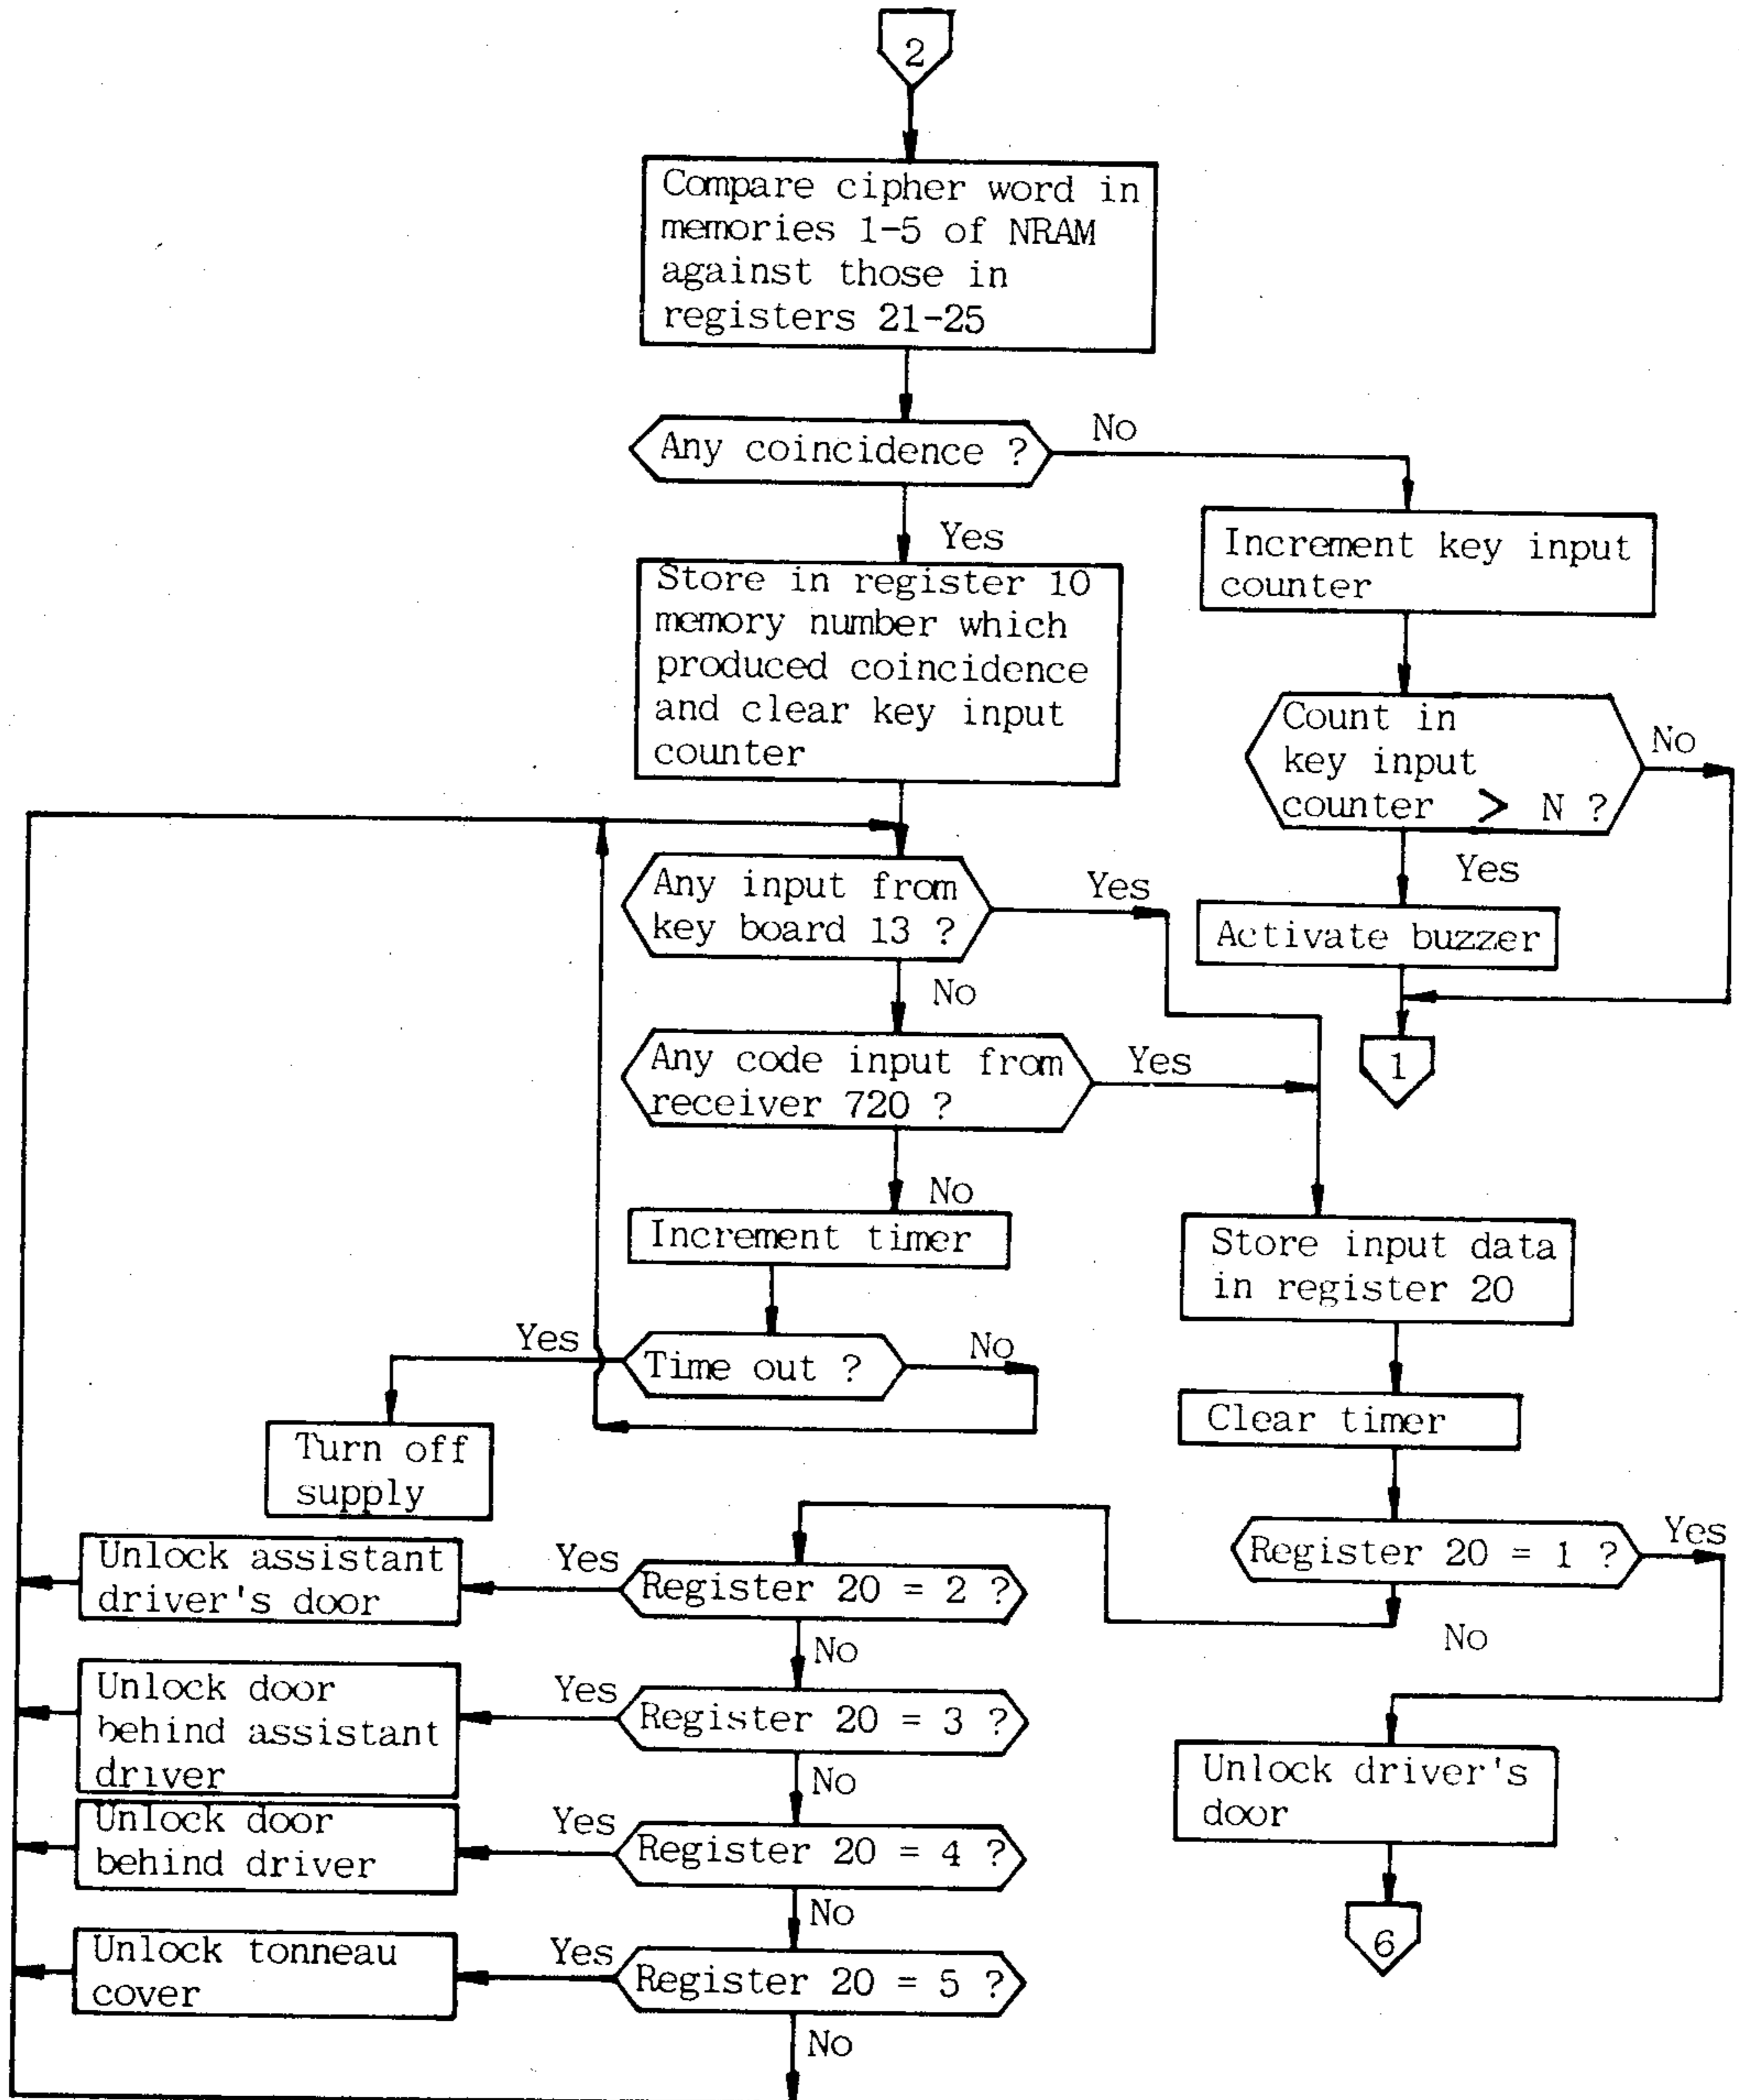 2
Compare cipher word in
memories 1-5 of NRAM
against those in
registers 21-25
Any coincidence ?
No
Yes
Increment key input
counter
Store in register 10
memory number which
produced coincidence
and clear key input
counter
Count in
key input
counter > N ?
No
Yes
Activate buzzer
1
Any input from
key board 13 ?
Yes
No
Any code input from
receiver 720 ?
Yes
No
Increment timer
Store input data
in register 20
Time out ?
Yes
No
Turn off
supply
Clear timer
Register 20 = 1 ?
Yes
No
Unlock driver's
door
6
Register 20 = 2 ?
Yes
Unlock assistant
driver's door
No
Register 20 = 3 ?
Yes
Unlock door
behind assistant
driver
No
Register 20 = 4 ?
Yes
Unlock door
behind driver
No
Register 20 = 5 ?
Yes
Unlock tonneau
cover
No